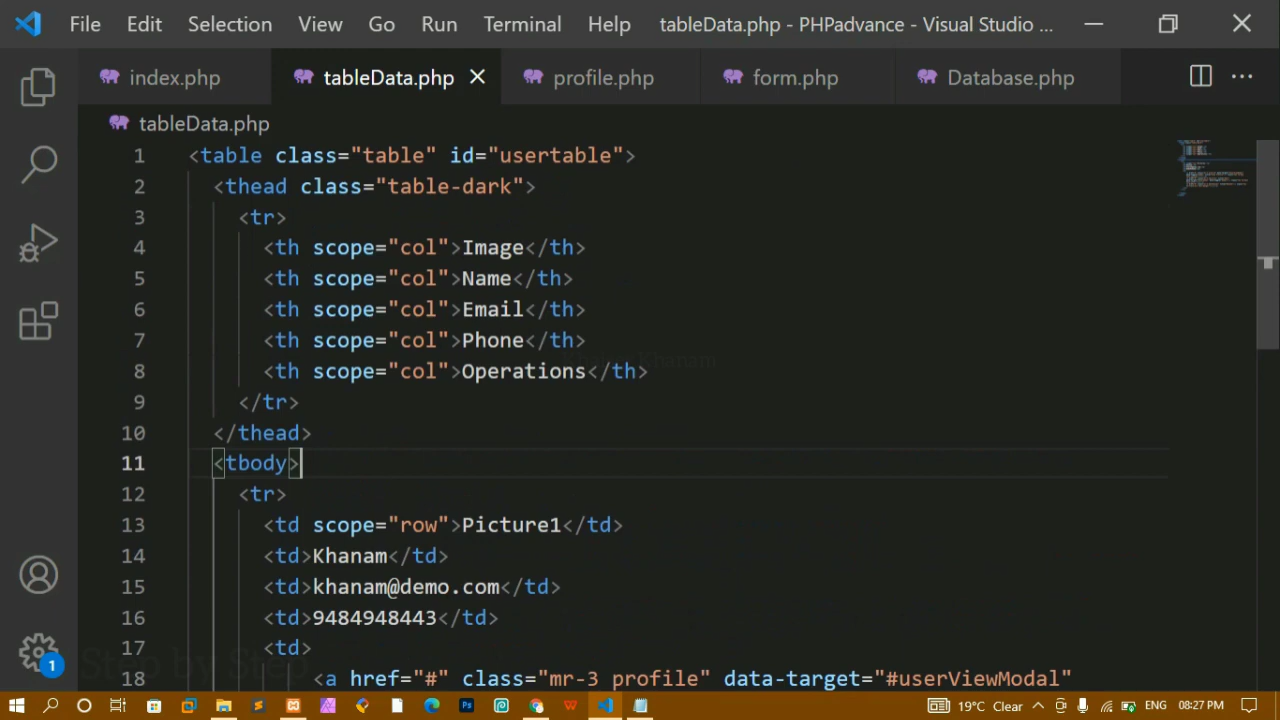 File Edit Selection View Go Run Terminal Help tableData.php - PHPadvance - Visual Studio ...
index.php tableData.php profile.php form.php Database.php
tableData.php
1 <table class="table" id="usertable">
2 <thead class="table-dark">
3 <tr>
4 <th scope="col">Image</th>
5 <th scope="col">Name</th>
6 <th scope="col">Email</th>
7 <th scope="col">Phone</th>
8 <th scope="col">Operations</th>
9 </tr>
10 </thead>
11 <tbody>
12 <tr>
13 <td scope="row">Picture1</td>
14 <td>Khanam</td>
15 <td>khanam@demo.com</td>
16 <td>9484948443</td>
17 <td>
18 <a href="#" class="mr-3 profile" data-target="#userViewModal"
Khanam
Step by Step
1
19°C Clear ENG 08:27 PM